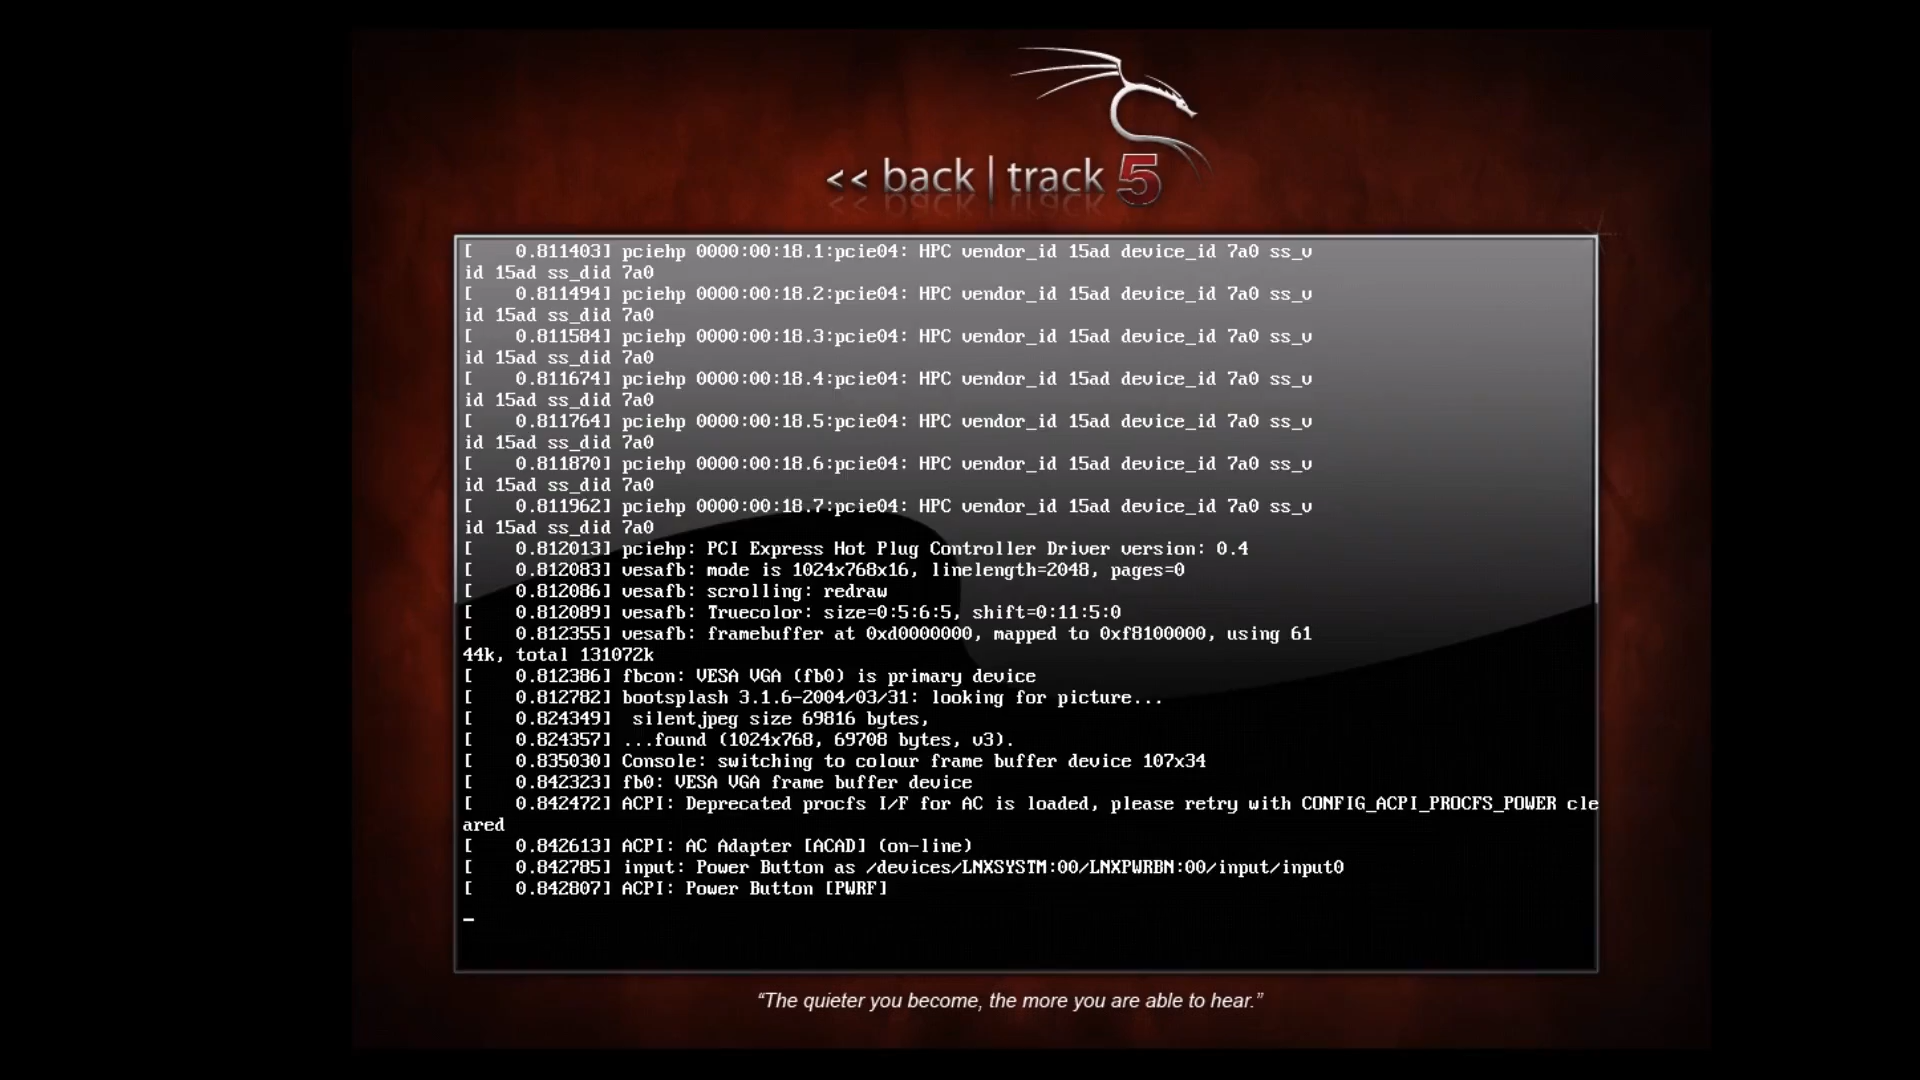 << back | track 5
[    0.811403] pciehp 0000:00:18.1:pcie04: HPC vendor_id 15ad device_id 7a0 ss_v
id 15ad ss_did 7a0
[    0.811494] pciehp 0000:00:18.2:pcie04: HPC vendor_id 15ad device_id 7a0 ss_v
id 15ad ss_did 7a0
[    0.811584] pciehp 0000:00:18.3:pcie04: HPC vendor_id 15ad device_id 7a0 ss_v
id 15ad ss_did 7a0
[    0.811674] pciehp 0000:00:18.4:pcie04: HPC vendor_id 15ad device_id 7a0 ss_v
id 15ad ss_did 7a0
[    0.811764] pciehp 0000:00:18.5:pcie04: HPC vendor_id 15ad device_id 7a0 ss_v
id 15ad ss_did 7a0
[    0.811870] pciehp 0000:00:18.6:pcie04: HPC vendor_id 15ad device_id 7a0 ss_v
id 15ad ss_did 7a0
[    0.811962] pciehp 0000:00:18.7:pcie04: HPC vendor_id 15ad device_id 7a0 ss_v
id 15ad ss_did 7a0
[    0.812013] pciehp: PCI Express Hot Plug Controller Driver version: 0.4
[    0.812083] vesafb: mode is 1024x768x16, linelength=2048, pages=0
[    0.812086] vesafb: scrolling: redraw
[    0.812089] vesafb: Truecolor: size=0:5:6:5, shift=0:11:5:0
[    0.812355] vesafb: framebuffer at 0xd0000000, mapped to 0xf8100000, using 61
44k, total 131072k
[    0.812386] fbcon: VESA VGA (fb0) is primary device
[    0.812782] bootsplash 3.1.6-2004/03/31: looking for picture...
[    0.824349]  silentjpeg size 69816 bytes,
[    0.824357] ...found (1024x768, 69708 bytes, v3).
[    0.835030] Console: switching to colour frame buffer device 107x34
[    0.842323] fb0: VESA VGA frame buffer device
[    0.842472] ACPI: Deprecated procfs I/F for AC is loaded, please retry with CONFIG_ACPI_PROCFS_POWER cle
ared
[    0.842613] ACPI: AC Adapter [ACAD] (on-line)
[    0.842785] input: Power Button as /devices/LNXSYSTM:00/LNXPWRBN:00/input/input0
[    0.842807] ACPI: Power Button [PWRF]
_
“The quieter you become, the more you are able to hear.”